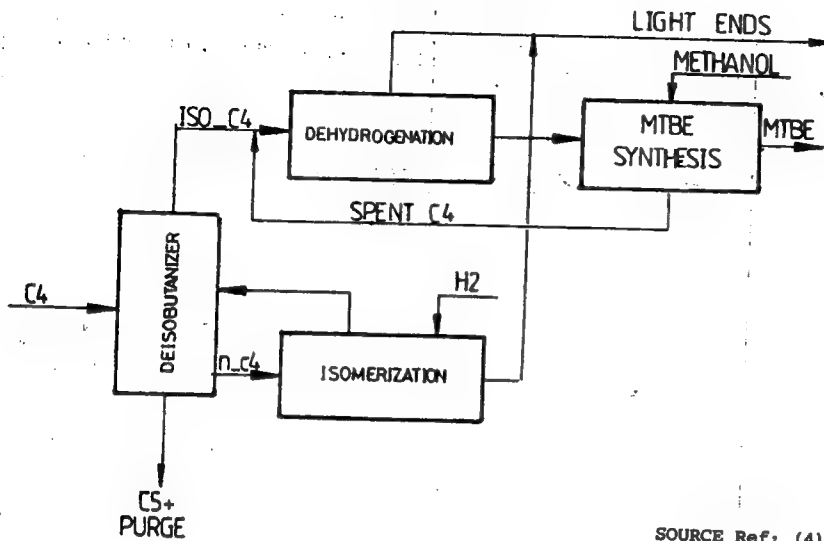 LIGHT ENDS
METHANOL
ISO_C4
DEHYDROGENATION
MTBE
SYNTHESIS
MTBE
SPENT C4
DEISOBUTANIZER
C4
H2
n_c4
ISOMERIZATION
C5+
PURGE
SOURCE Ref: (4)